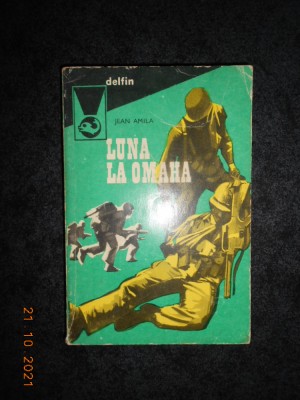 delfin
JEAN AMILA
LUNA
LA OMAHA
21 10 2021